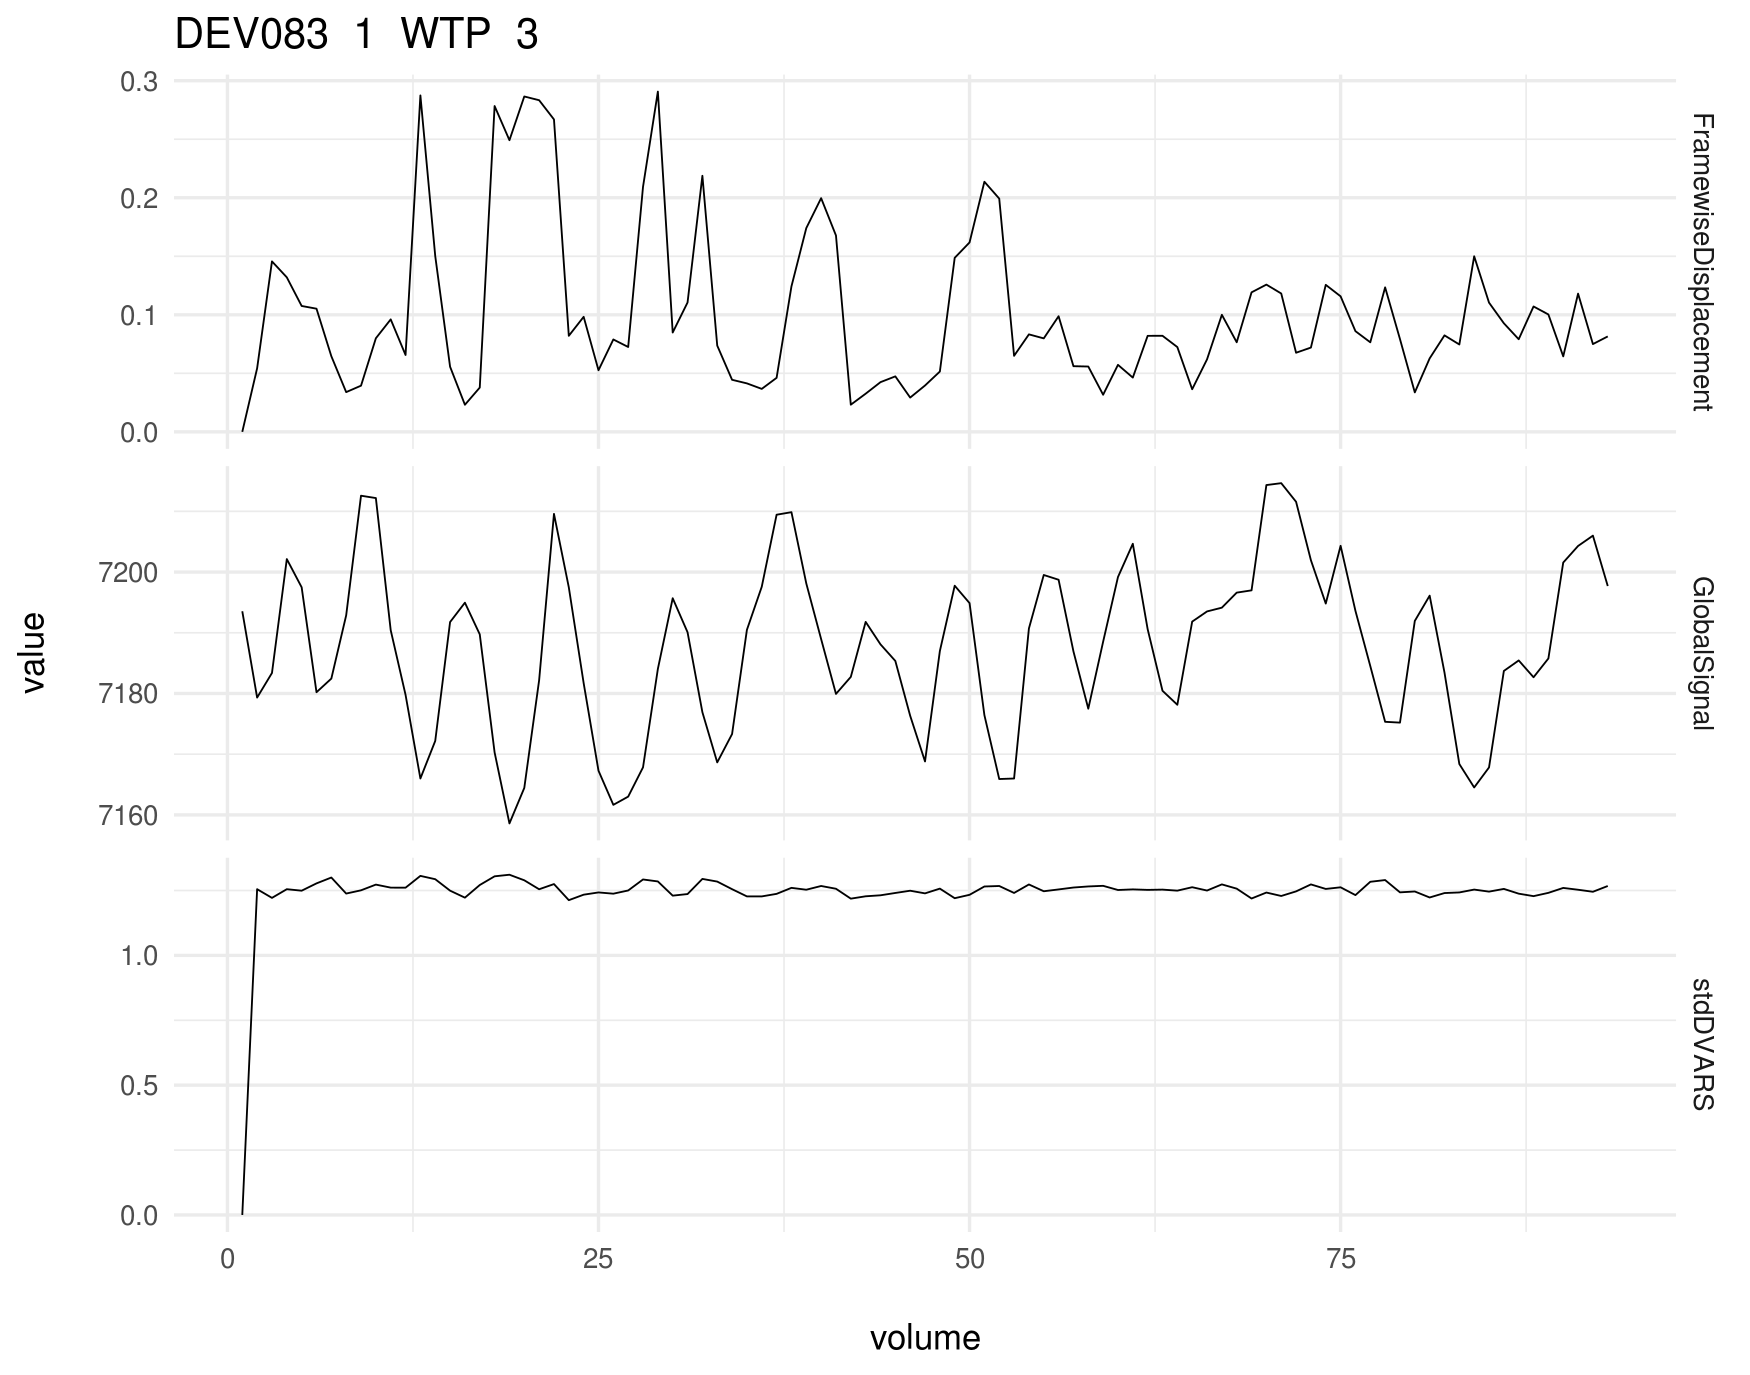 DEV083 1 WTP 3
0.3
0.2
0.1
0.0
FramewiseDisplacement
7200
7180
7160
GlobalSignal
value
1.0
0.5
0.0
stdDVARS
0 25 50 75
volume